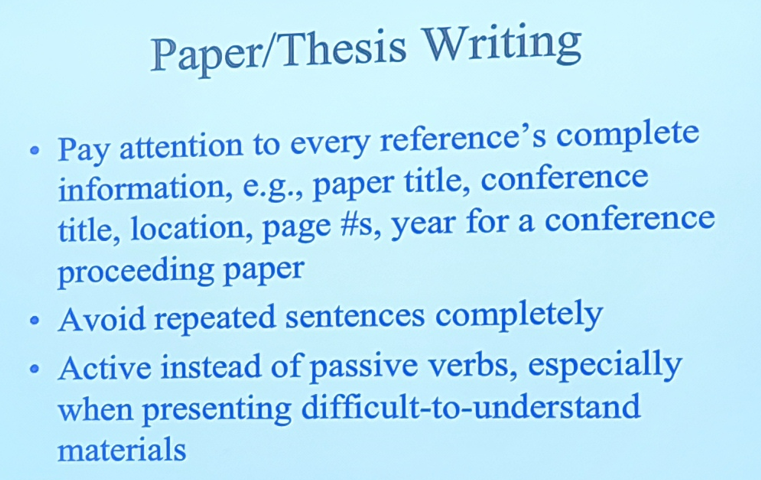 Paper/Thesis Writing
• Pay attention to every reference’s complete
information, e.g., paper title, conference
title, location, page #s, year for a conference
proceeding paper
• Avoid repeated sentences completely
• Active instead of passive verbs, especially
when presenting difficult-to-understand
materials